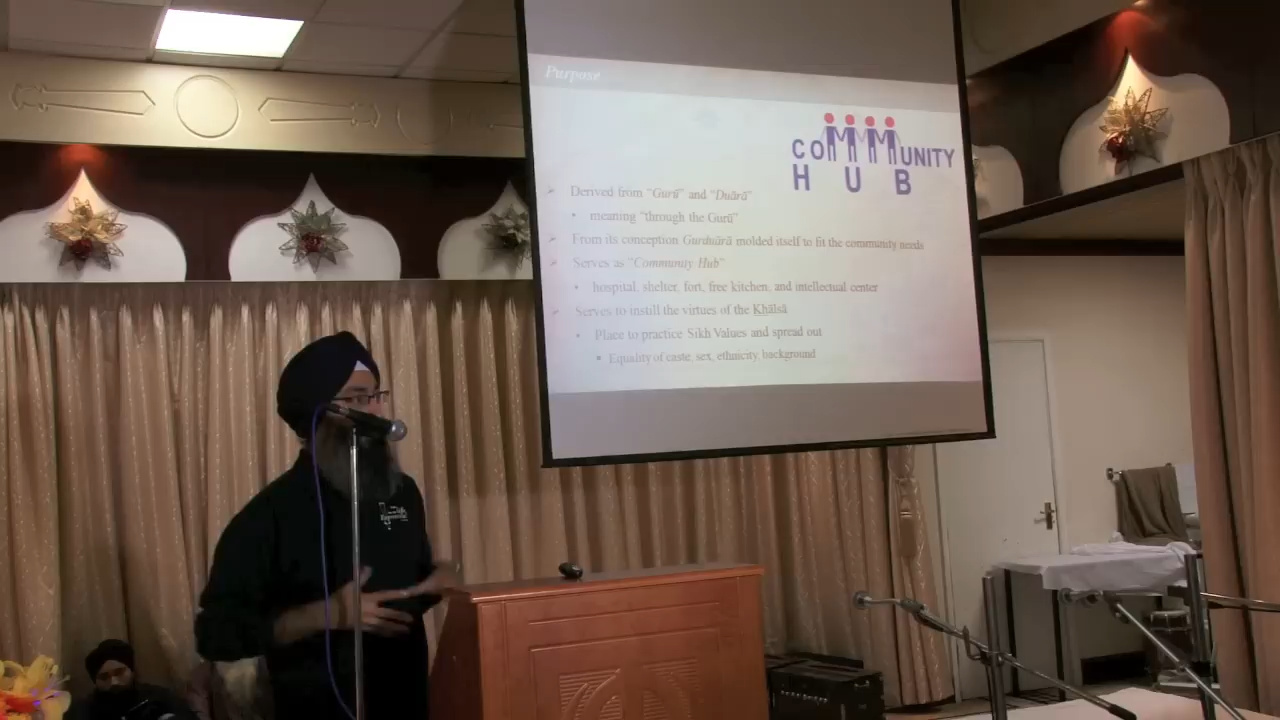 Purpose
COMMUNITY
HUB
Derived from "Gurū" and "Duārā"
meaning "through the Gurū"
From its conception Gurduārā molded itself to fit the community needs
Serves as "Community Hub"
hospital, shelter, fort, free kitchen, and intellectual center
Serves to instill the virtues of the Khālsā
Place to practice Sikh Values and spread out
Equality of caste, sex, ethnicity, background